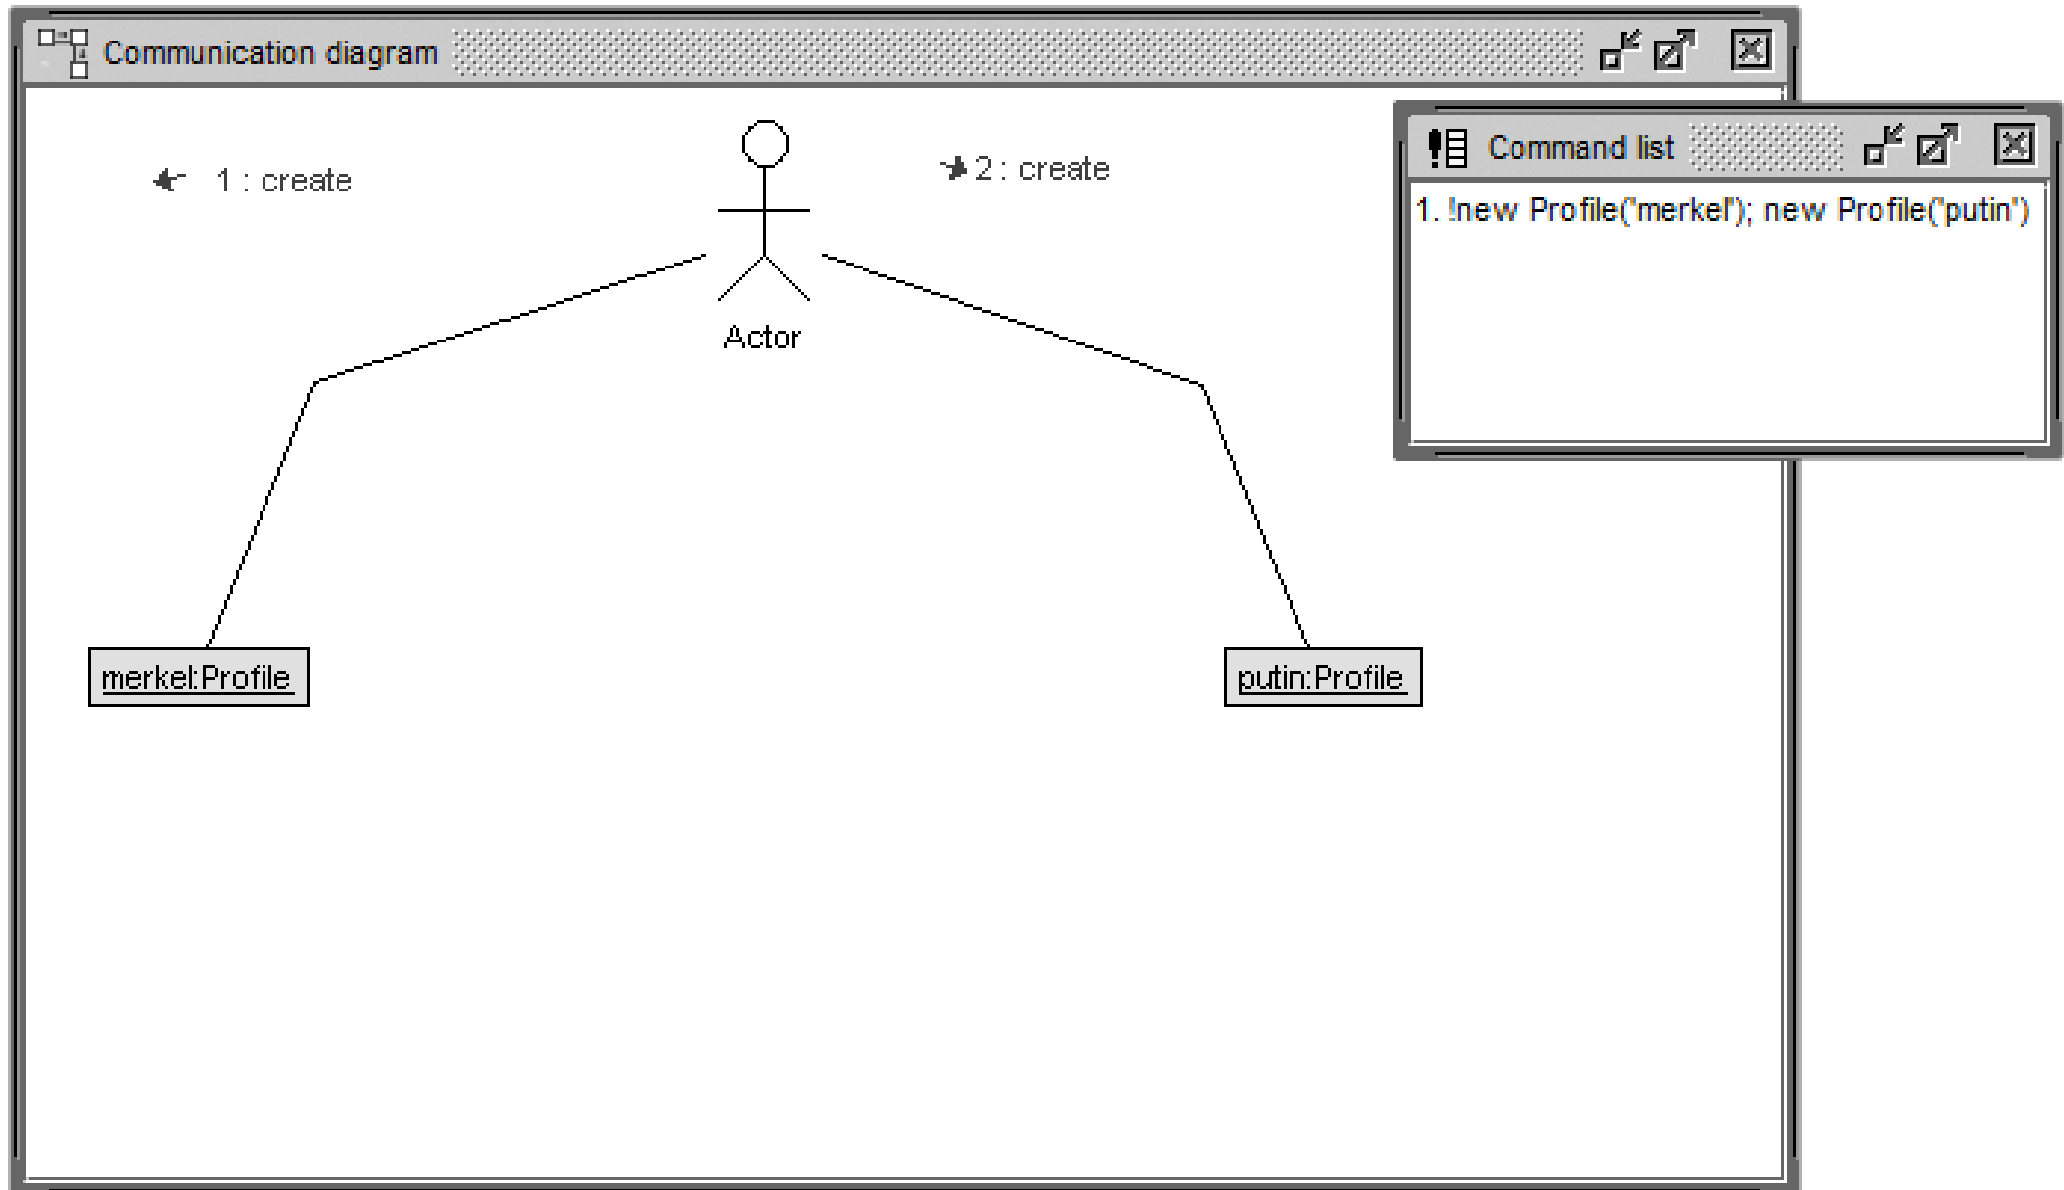 Communication diagram
1 : create
2 : create
Actor
merkel:Profile
putin:Profile
Command list
1. !new Profile('merkel'); new Profile('putin')